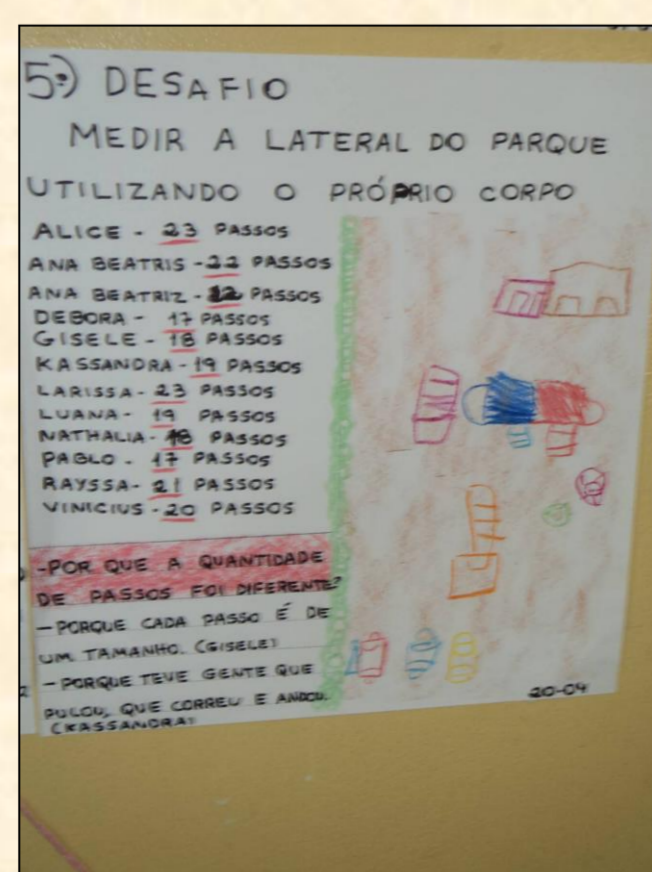 5º) DESAFIO
MEDIR A LATERAL DO PARQUE
UTILIZANDO O PRÓPRIO CORPO
ALICE - 23 PASSOS
ANA BEATRIS - 22 PASSOS
ANA BEATRIZ - 12 PASSOS
DEBORA - 17 PASSOS
GISELE - 18 PASSOS
KASSANDRA - 19 PASSOS
LARISSA - 23 PASSOS
LUANA - 19 PASSOS
NATHALIA - 18 PASSOS
PABLO - 17 PASSOS
RAYSSA - 21 PASSOS
VINICIUS - 20 PASSOS
-POR QUE A QUANTIDADE
DE PASSOS FOI DIFERENTE?
-PORQUE CADA PASSO É DE
UM TAMANHO. (GISELE)
-PORQUE TEVE GENTE QUE
PULOU, QUE CORREU E ANDOU.
(KASSANDRA)
20-04